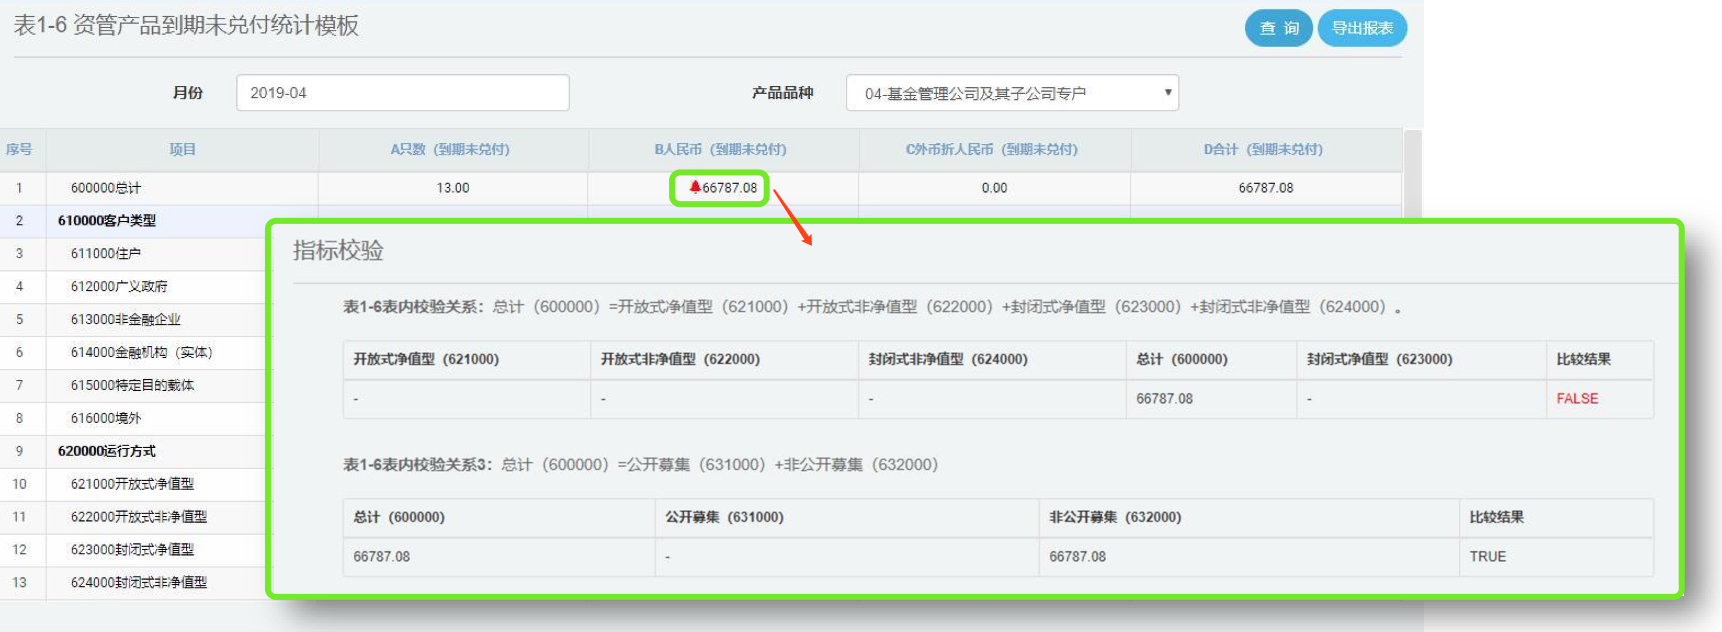 表1-6 资管产品到期未兑付统计模板
查 询
导出报表
月份
2019-04
产品品种
04-基金管理公司及其子公司专户
序号 项目 A只数（到期未兑付） B人民币（到期未兑付） C外币折人民币（到期未兑付） D合计（到期未兑付）
1 600000总计 13.00 66787.08 0.00 66787.08
2 610000客户类型
3 611000住户
4 612000广义政府
5 613000非金融企业
6 614000金融机构（实体）
7 615000特定目的载体
8 616000境外
9 620000运行方式
10 621000开放式净值型
11 622000开放式非净值型
12 623000封闭式净值型
13 624000封闭式非净值型
指标校验
表1-6表内校验关系：总计（600000）=开放式净值型（621000）+开放式非净值型（622000）+封闭式净值型（623000）+封闭式非净值型（624000）。
开放式净值型（621000） 开放式非净值型（622000） 封闭式非净值型（624000） 总计（600000） 封闭式净值型（623000） 比较结果
- - - 66787.08 - FALSE
表1-6表内校验关系3：总计（600000）=公开募集（631000）+非公开募集（632000）
总计（600000） 公开募集（631000） 非公开募集（632000） 比较结果
66787.08 - 66787.08 TRUE